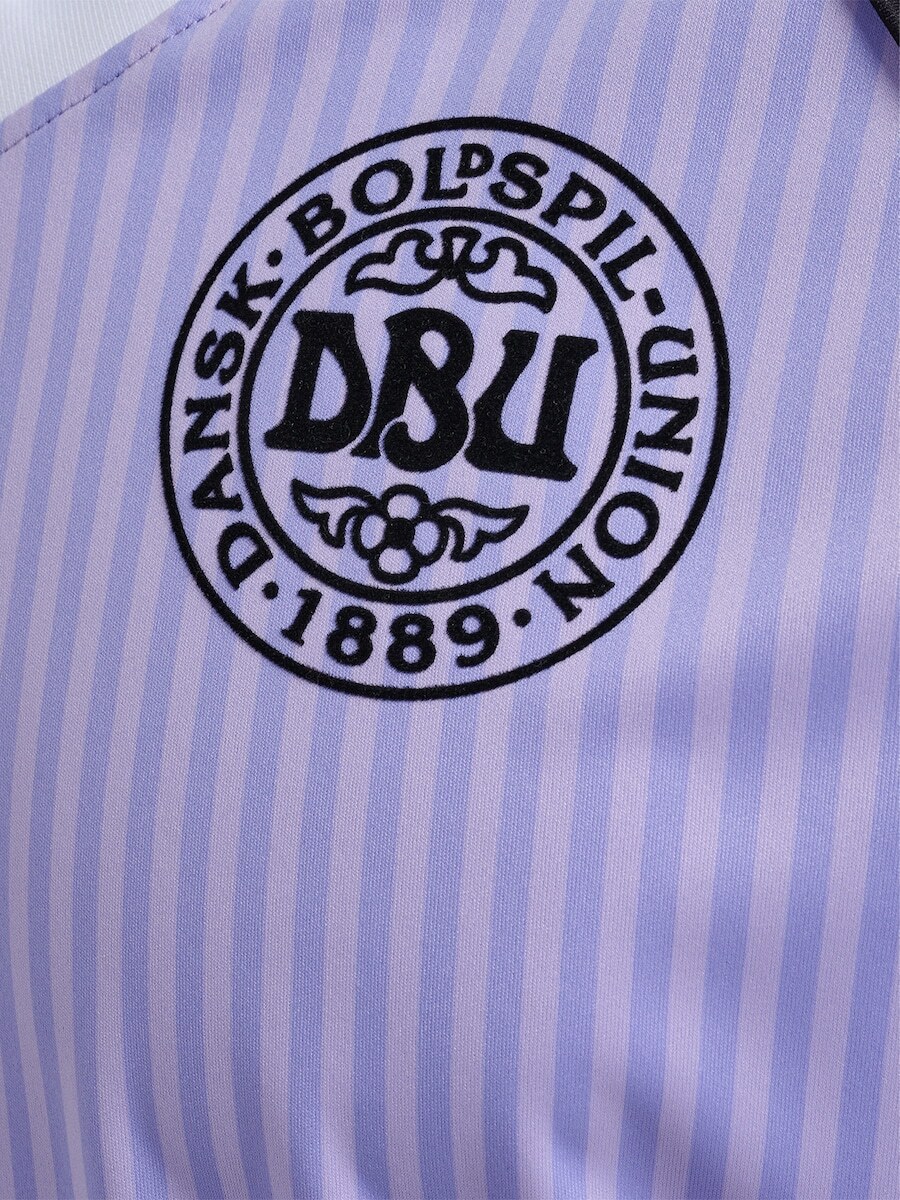 DANSK · BOLDSPIL-UNION · 1889 ·
DBU